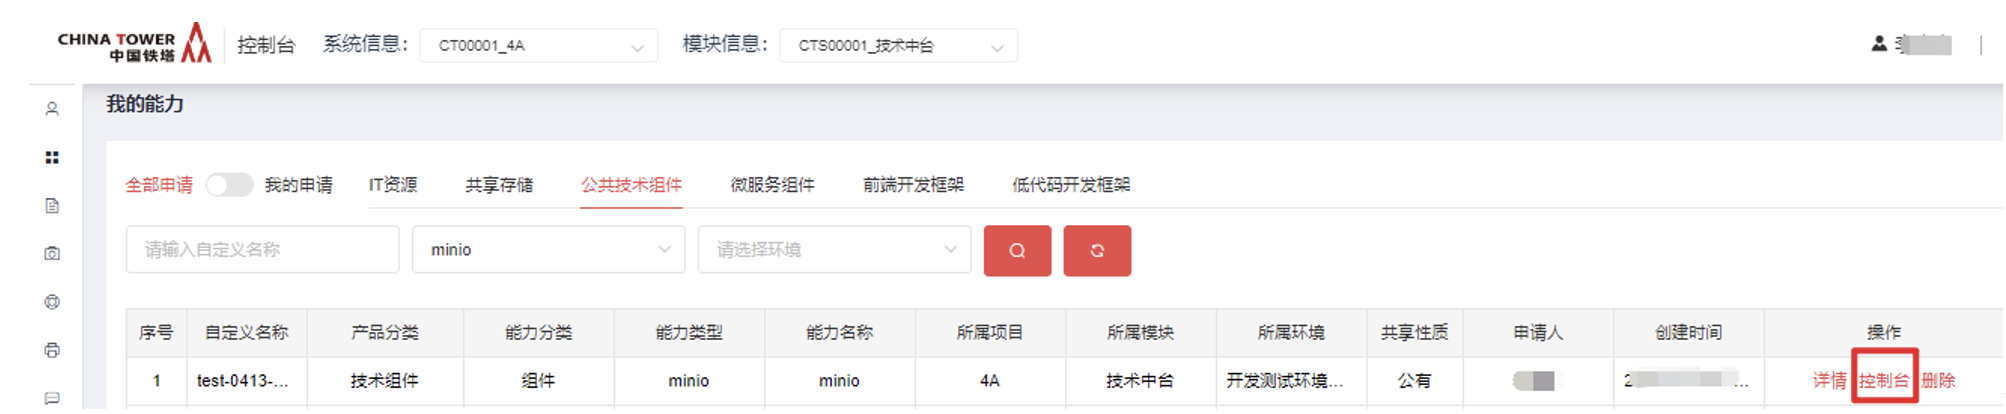 CHINA TOWER
中国铁塔
控制台 系统信息： CT00001_4A 模块信息： CTS00001_技术中台
我的能力
全部申请 我的申请 IT资源 共享存储 公共技术组件 微服务组件 前端开发框架 低代码开发框架
请输入自定义名称 minio 请选择环境
序号 自定义名称 产品分类 能力分类 能力类型 能力名称 所属项目 所属模块 所属环境 共享性质 申请人 创建时间 操作
1 test-0413-... 技术组件 组件 minio minio 4A 技术中台 开发测试环境... 公有 2 ... 详情 控制台 删除